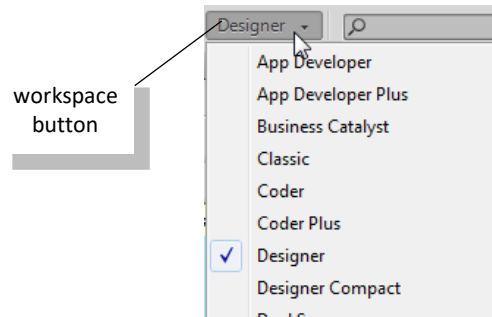 Designer
workspace
button
App Developer
App Developer Plus
Business Catalyst
Classic
Coder
Coder Plus
Designer
Designer Compact